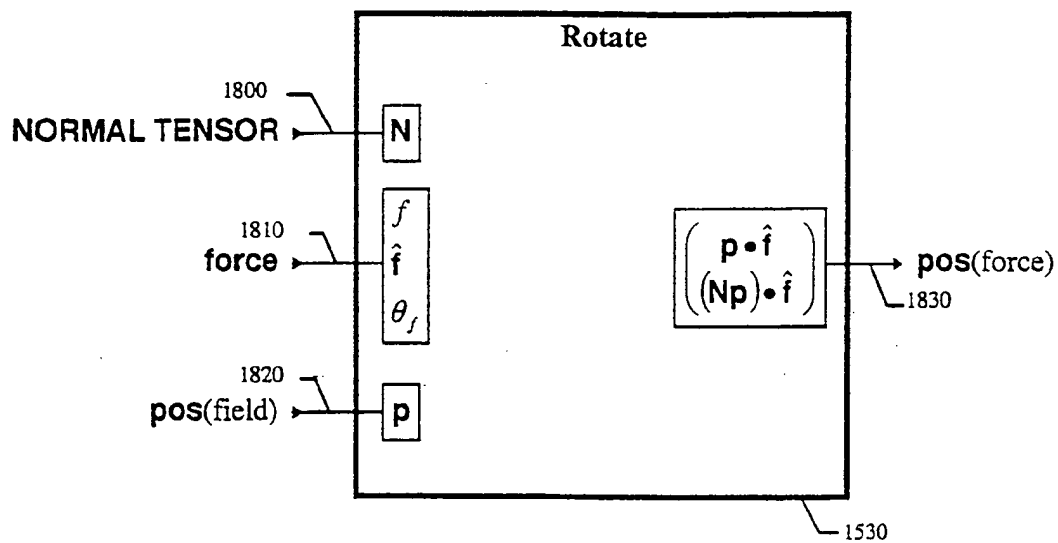 Rotate
1800
NORMAL TENSOR
N
f
1810
force
f̂
θ_f
p • f̂
(Np) • f̂
pos(force)
1830
1820
pos(field)
p
1530